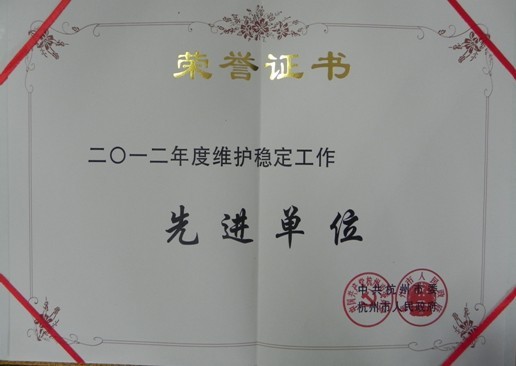 荣誉证书
二〇一二年度维护稳定工作
先进单位
中共杭州市委
杭州市人民政府